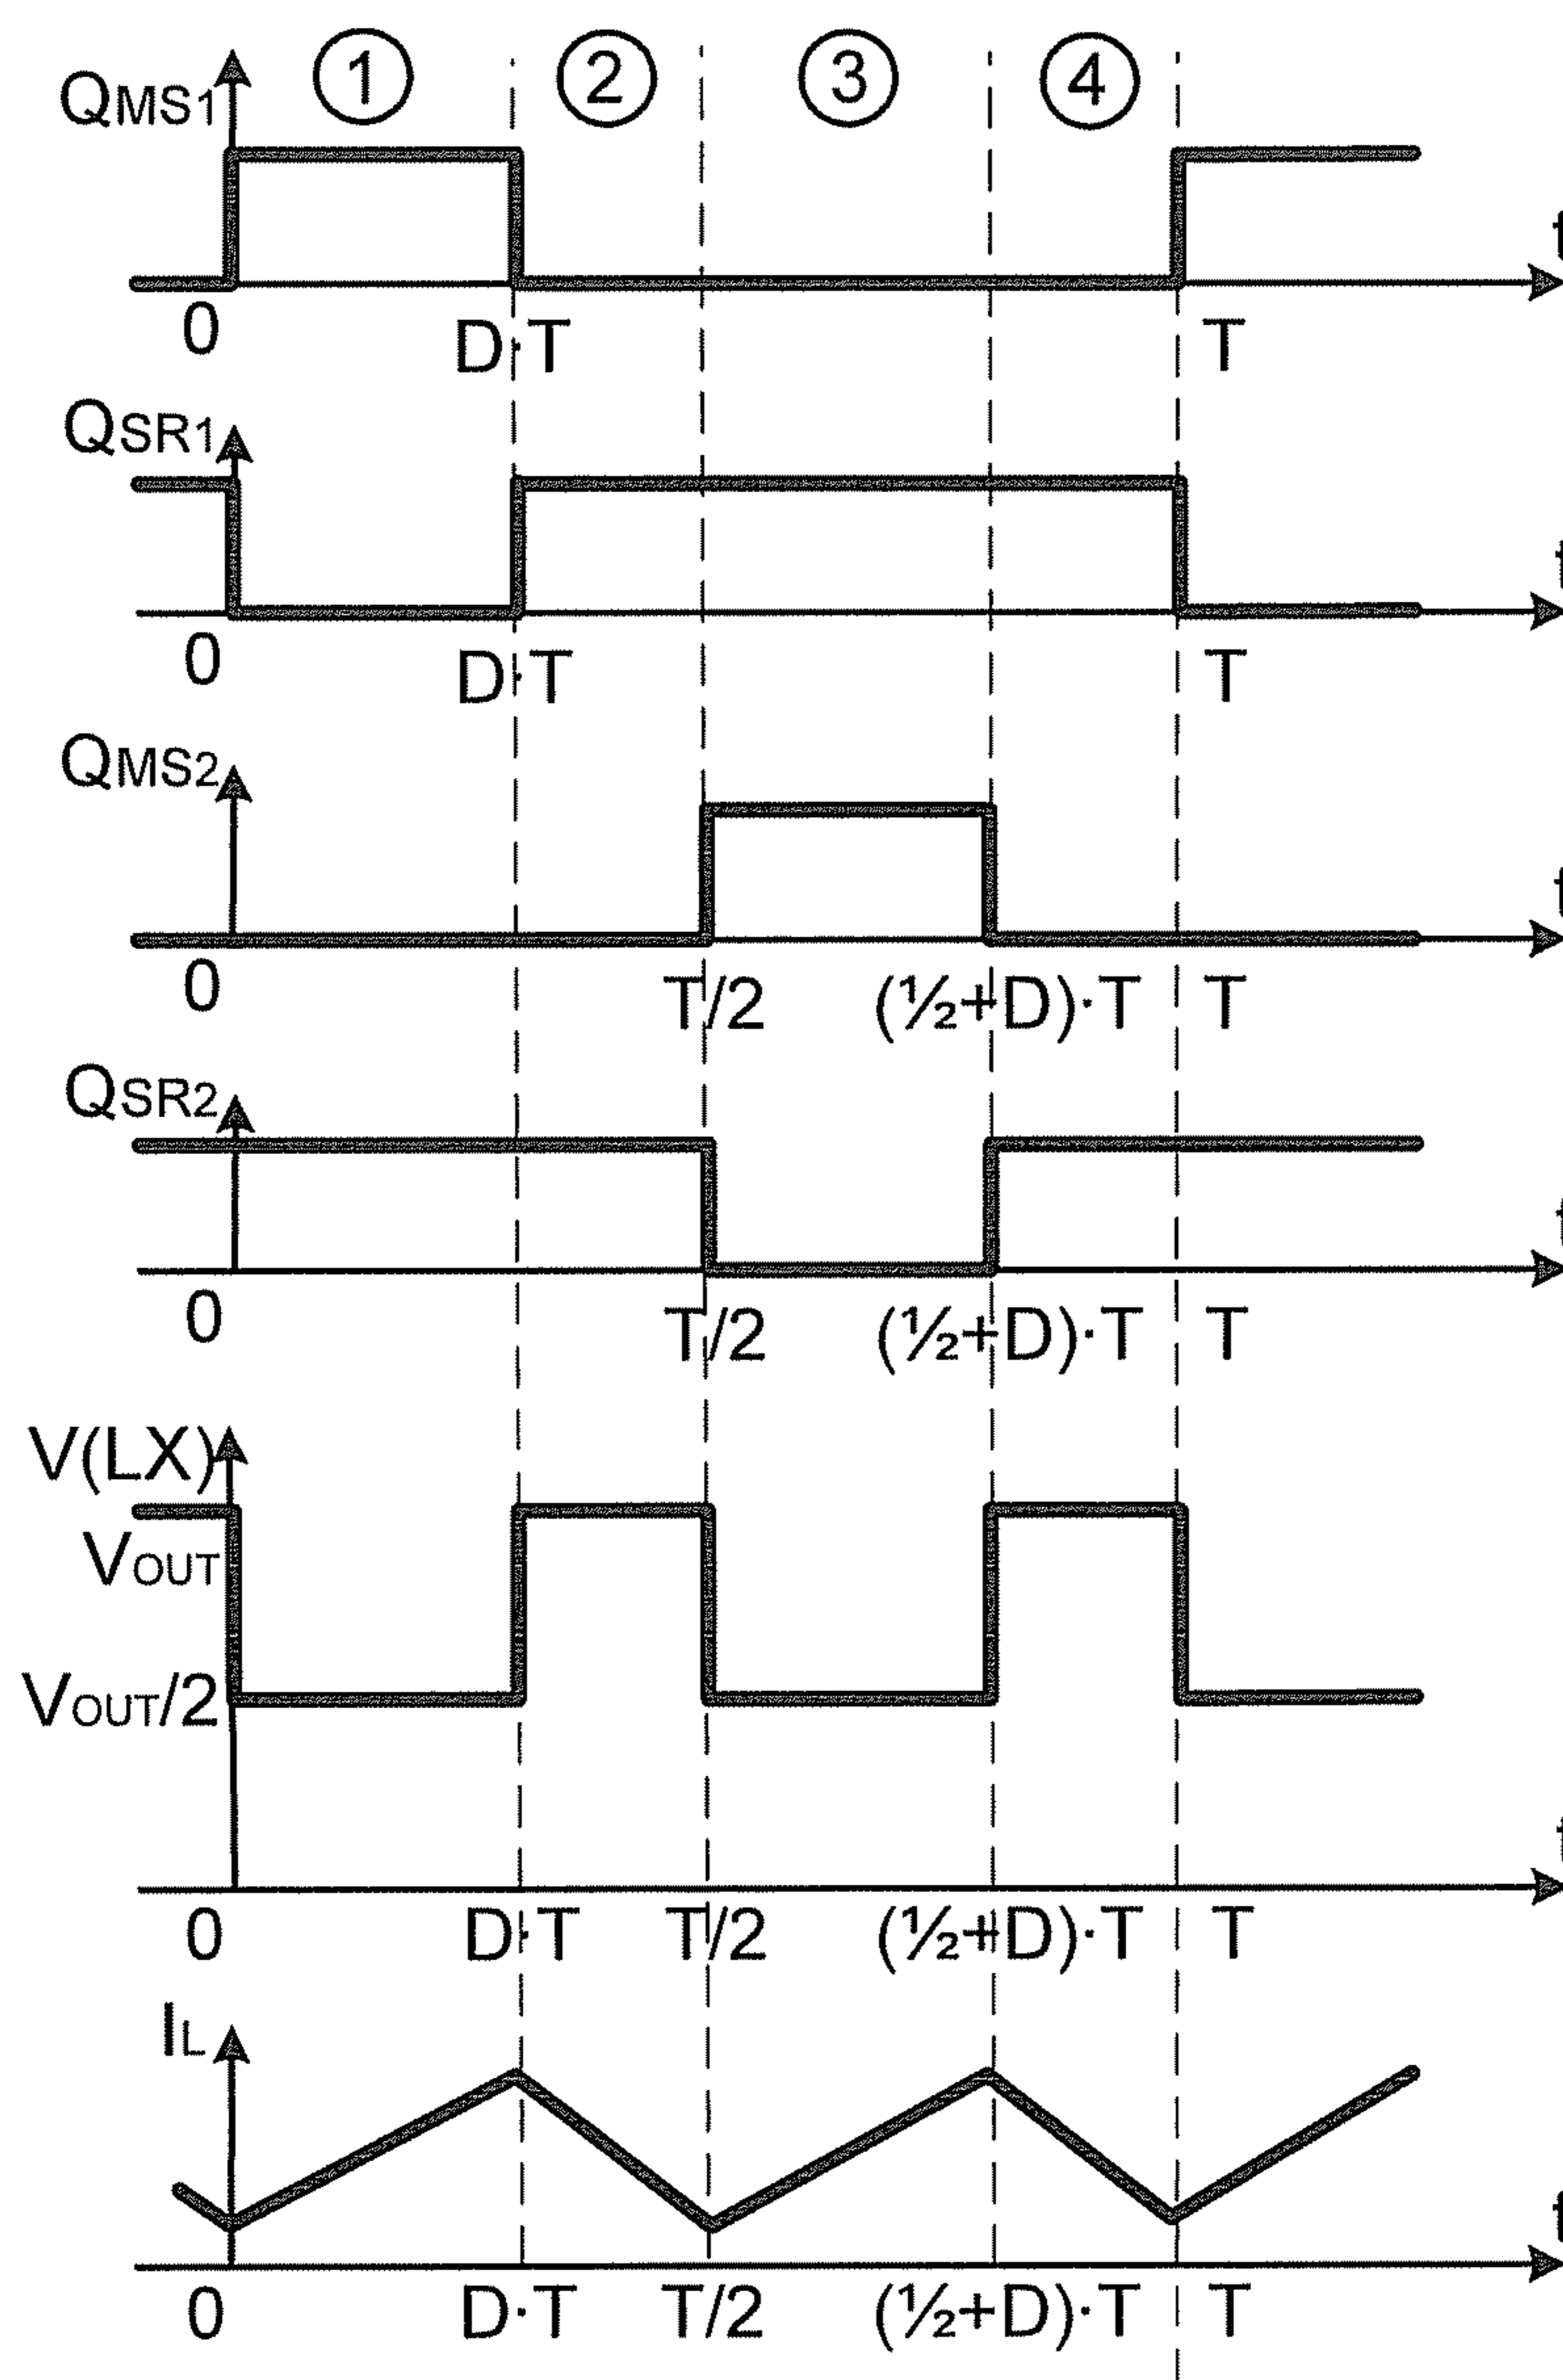 ① ② ③ ④
QMS1
t
0 D·T T
QSR1
t
0 D·T T
QMS2
t
0 T/2 (½+D)·T T
QSR2
t
0 T/2 (½+D)·T T
V(LX)
VOUT
VOUT/2
t
0 D·T T/2 (½+D)·T T
IL
t
0 D·T T/2 (½+D)·T T